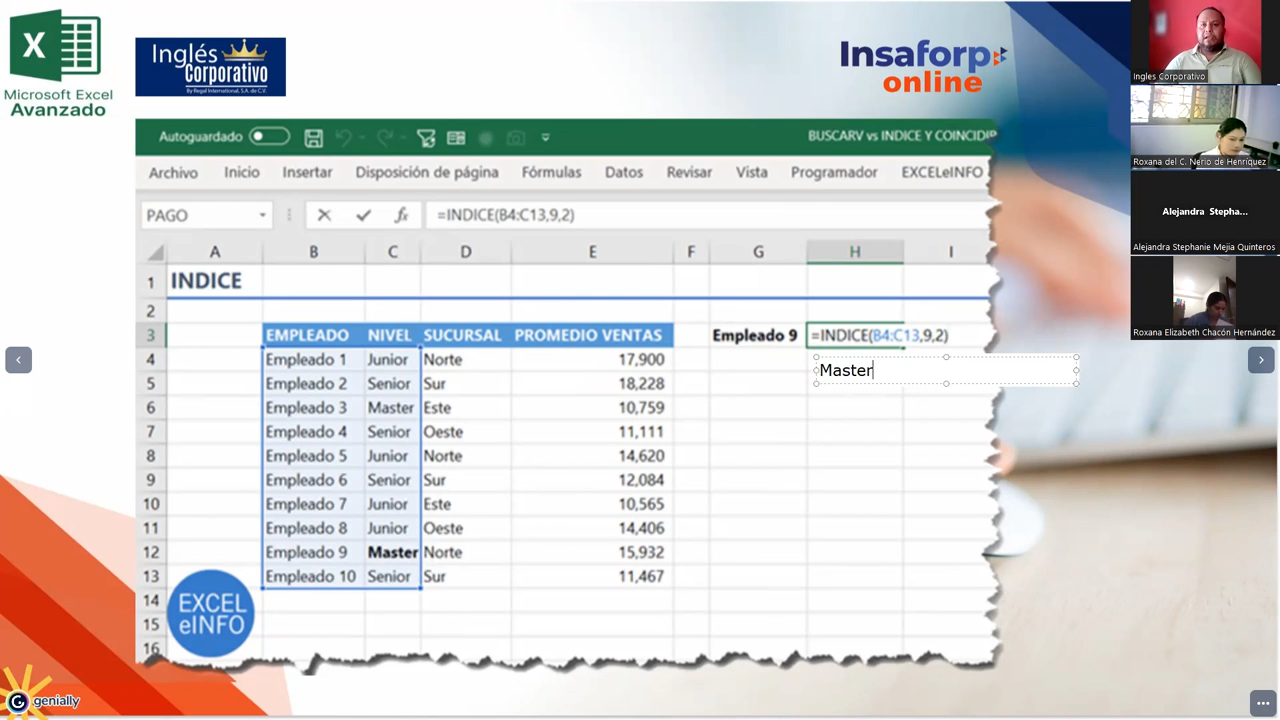 Microsoft Excel
Avanzado
Inglés
Corporativo
By Regal International, S.A. de C.V.
Insaforp
online
Autoguardado
BUSCARV vs INDICE Y COINCIDIR
Archivo Inicio Insertar Disposición de página Fórmulas Datos Revisar Vista Programador EXCELeINFO
PAGO =INDICE(B4:C13,9,2)
A B C D E F G H I
1 INDICE
2
3 EMPLEADO NIVEL SUCURSAL PROMEDIO VENTAS Empleado 9 =INDICE(B4:C13,9,2)
4 Empleado 1 Junior Norte 17,900
Master
5 Empleado 2 Senior Sur 18,228
6 Empleado 3 Master Este 10,759
7 Empleado 4 Senior Oeste 11,111
8 Empleado 5 Junior Norte 14,620
9 Empleado 6 Senior Sur 12,084
10 Empleado 7 Junior Este 10,565
11 Empleado 8 Junior Oeste 14,406
12 Empleado 9 Master Norte 15,932
13 Empleado 10 Senior Sur 11,467
14
15
16
EXCEL
eINFO
genially
Ingles Corporativo
Roxana del C. Nerio de Henríquez
Alejandra Stepha...
Alejandra Stephanie Mejia Quinteros
Roxana Elizabeth Chacón Hernández